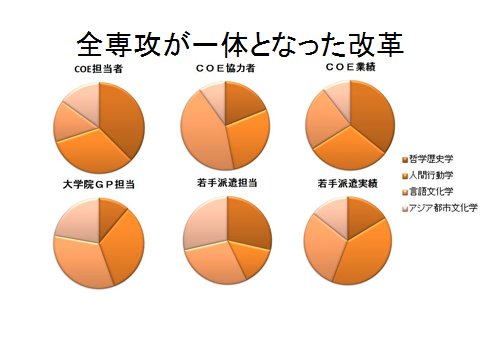 全専攻が一体となった改革
COE担当者
ＣＯＥ協力者
ＣＯＥ業績
哲学歴史学
人間行動学
言語文化学
アジア都市文化学
大学院ＧＰ担当
若手派遣担当
若手派遣実績